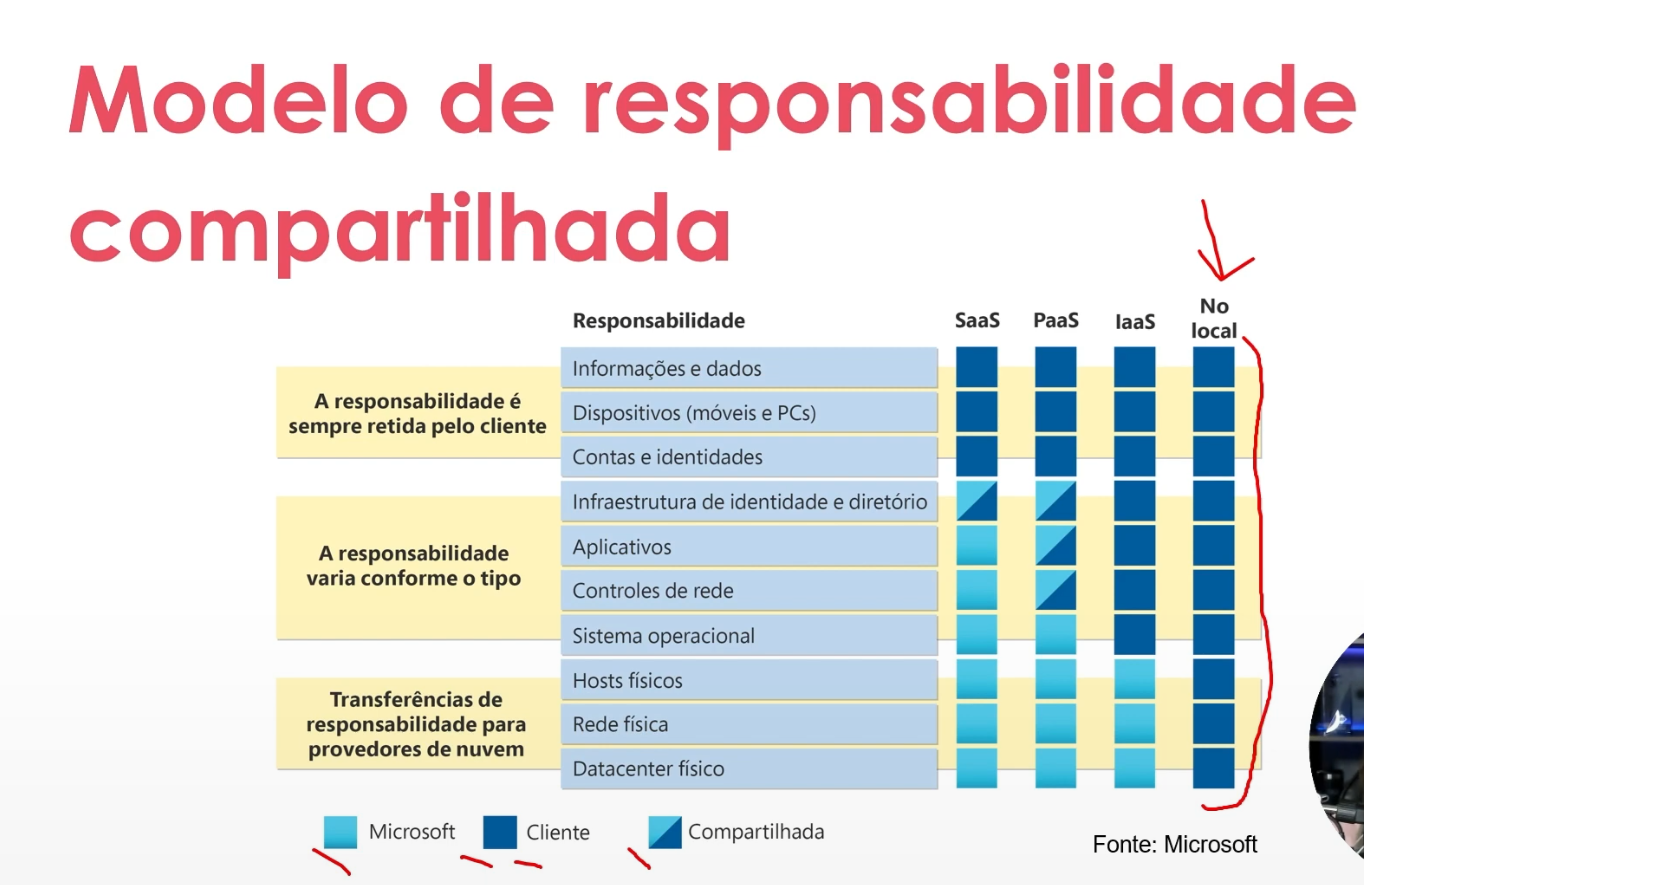 Modelo de responsabilidade
compartilhada
Responsabilidade
SaaS
PaaS
IaaS
No
local
A responsabilidade é
sempre retida pelo cliente
Informações e dados
Dispositivos (móveis e PCs)
Contas e identidades
A responsabilidade
varia conforme o tipo
Infraestrutura de identidade e diretório
Aplicativos
Controles de rede
Sistema operacional
Transferências de
responsabilidade para
provedores de nuvem
Hosts físicos
Rede física
Datacenter físico
Microsoft
Cliente
Compartilhada
Fonte: Microsoft